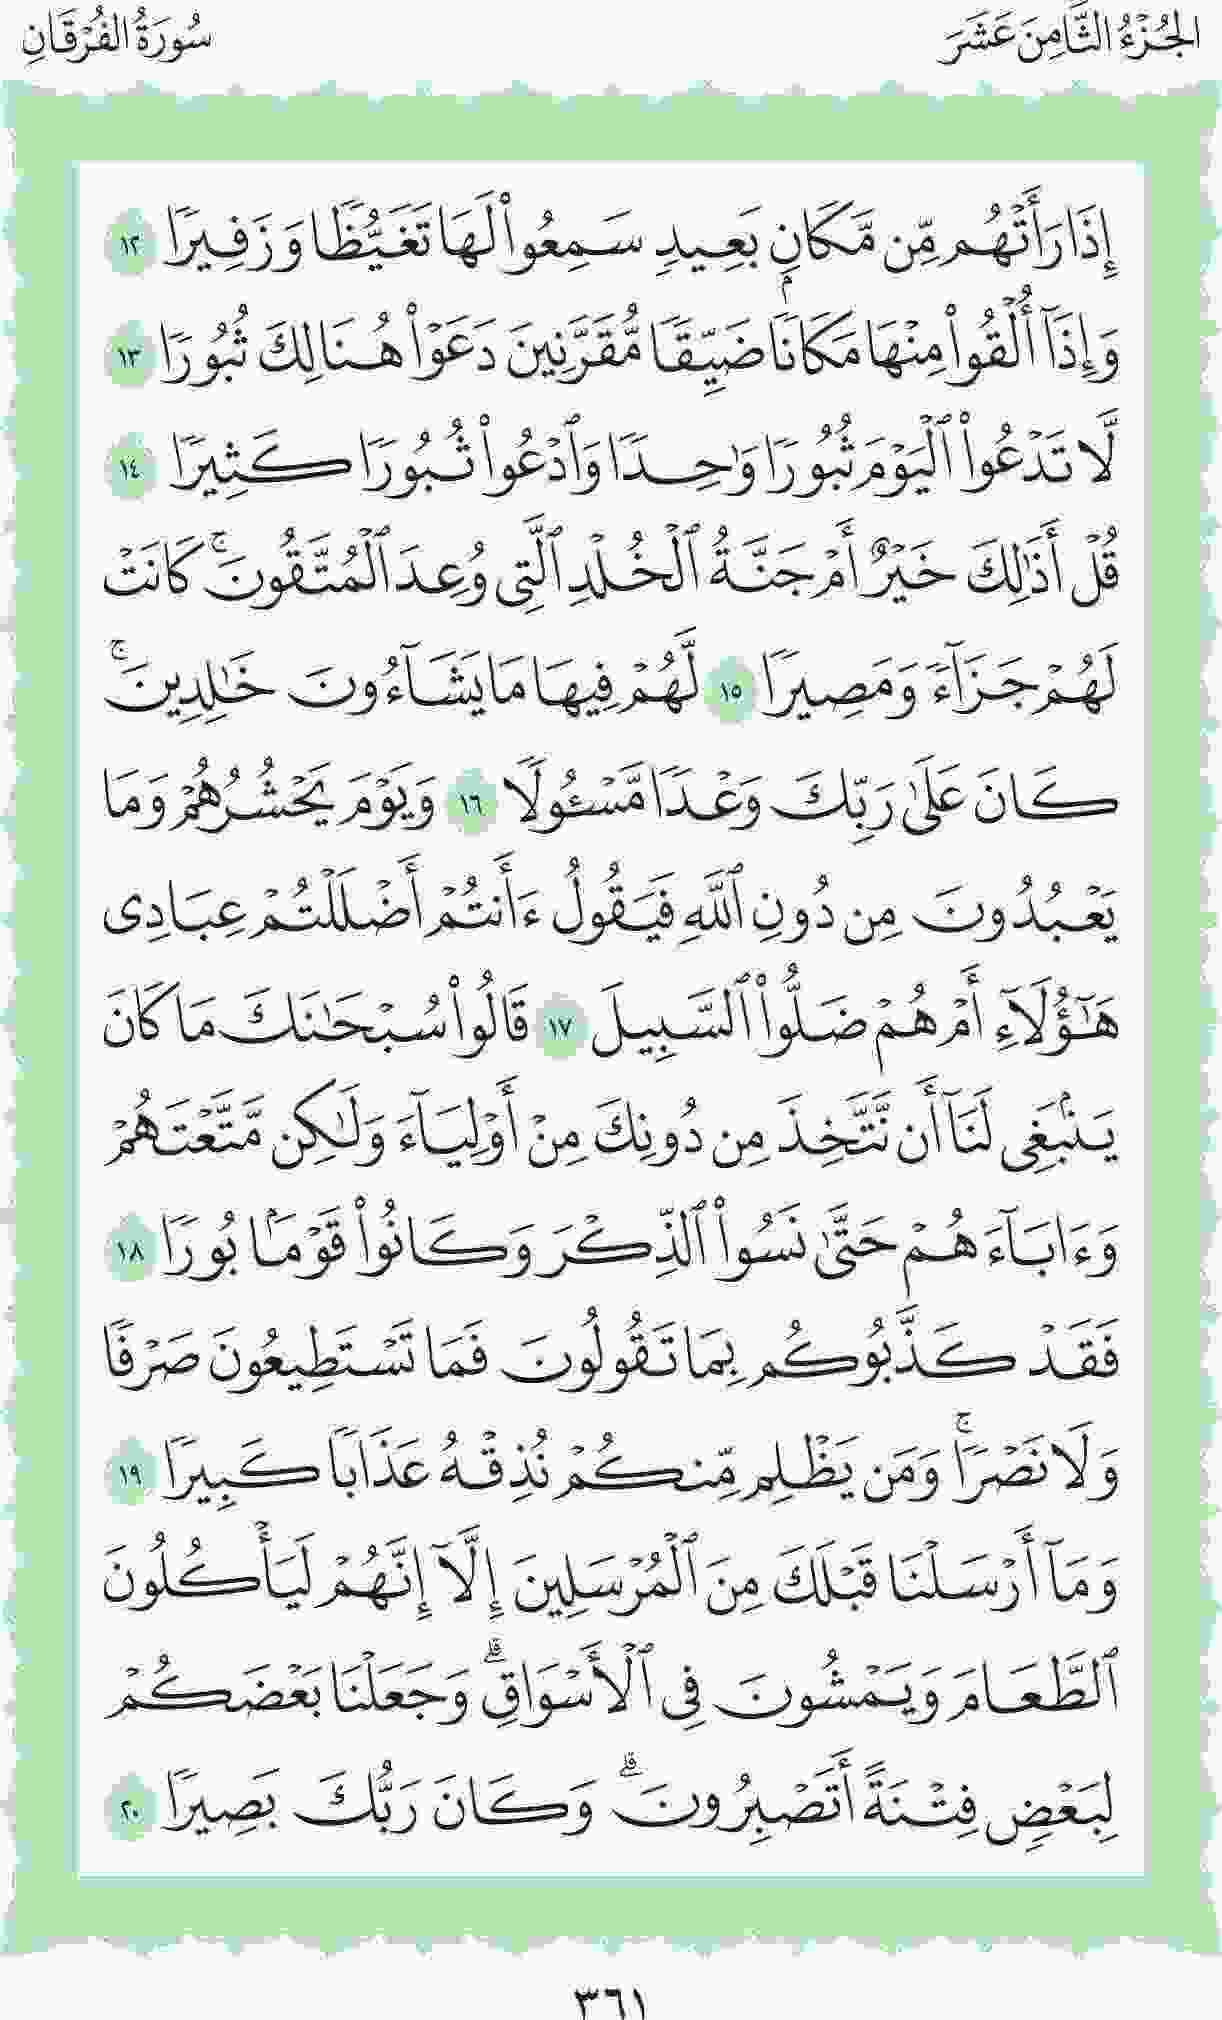 الجُزْءُ الثَّامِنَ عَشَرَ
سُورَةُ الفُرْقَانِ
إِذَا رَأَتْهُم مِّن مَّكَانِۭ بَعِيدٖ سَمِعُواْ لَهَا تَغَيُّظٗا وَزَفِيرٗا ١٢
وَإِذَآ أُلۡقُواْ مِنۡهَا مَكَانٗا ضَيِّقٗا مُّقَرَّنِينَ دَعَوۡاْ هُنَالِكَ ثُبُورٗا ١٣
لَّا تَدۡعُواْ ٱلۡيَوۡمَ ثُبُورٗا وَٰحِدٗا وَٱدۡعُواْ ثُبُورٗا كَثِيرٗا ١٤
قُلۡ أَذَٰلِكَ خَيۡرٌ أَمۡ جَنَّةُ ٱلۡخُلۡدِ ٱلَّتِي وُعِدَ ٱلۡمُتَّقُونَۚ كَانَتۡ
لَهُمۡ جَزَآءٗ وَمَصِيرٗا ١٥ لَّهُمۡ فِيهَا مَا يَشَآءُونَ خَٰلِدِينَۚ
كَانَ عَلَىٰ رَبِّكَ وَعۡدٗا مَّسۡـُٔولٗا ١٦ وَيَوۡمَ يَحۡشُرُهُمۡ وَمَا
يَعۡبُدُونَ مِن دُونِ ٱللَّهِ فَيَقُولُ ءَأَنتُمۡ أَضۡلَلۡتُمۡ عِبَادِي
هَٰٓؤُلَآءِ أَمۡ هُمۡ ضَلُّواْ ٱلسَّبِيلَ ١٧ قَالُواْ سُبۡحَٰنَكَ مَا كَانَ
يَنۢبَغِي لَنَآ أَن نَّتَّخِذَ مِن دُونِكَ مِنۡ أَوۡلِيَآءَ وَلَٰكِن مَّتَّعۡتَهُمۡ
وَءَابَآءَهُمۡ حَتَّىٰ نَسُواْ ٱلذِّكۡرَ وَكَانُواْ قَوۡمَۢا بُورٗا ١٨
فَقَدۡ كَذَّبُوكُم بِمَا تَقُولُونَ فَمَا تَسۡتَطِيعُونَ صَرۡفٗا
وَلَا نَصۡرٗاۚ وَمَن يَظۡلِم مِّنكُمۡ نُذِقۡهُ عَذَابٗا كَبِيرٗا ١٩
وَمَآ أَرۡسَلۡنَا قَبۡلَكَ مِنَ ٱلۡمُرۡسَلِينَ إِلَّآ إِنَّهُمۡ لَيَأۡكُلُونَ
ٱلطَّعَامَ وَيَمۡشُونَ فِي ٱلۡأَسۡوَاقِۗ وَجَعَلۡنَا بَعۡضَكُمۡ
لِبَعۡضٖ فِتۡنَةً أَتَصۡبِرُونَۗ وَكَانَ رَبُّكَ بَصِيرٗا ٢٠
٣٦١